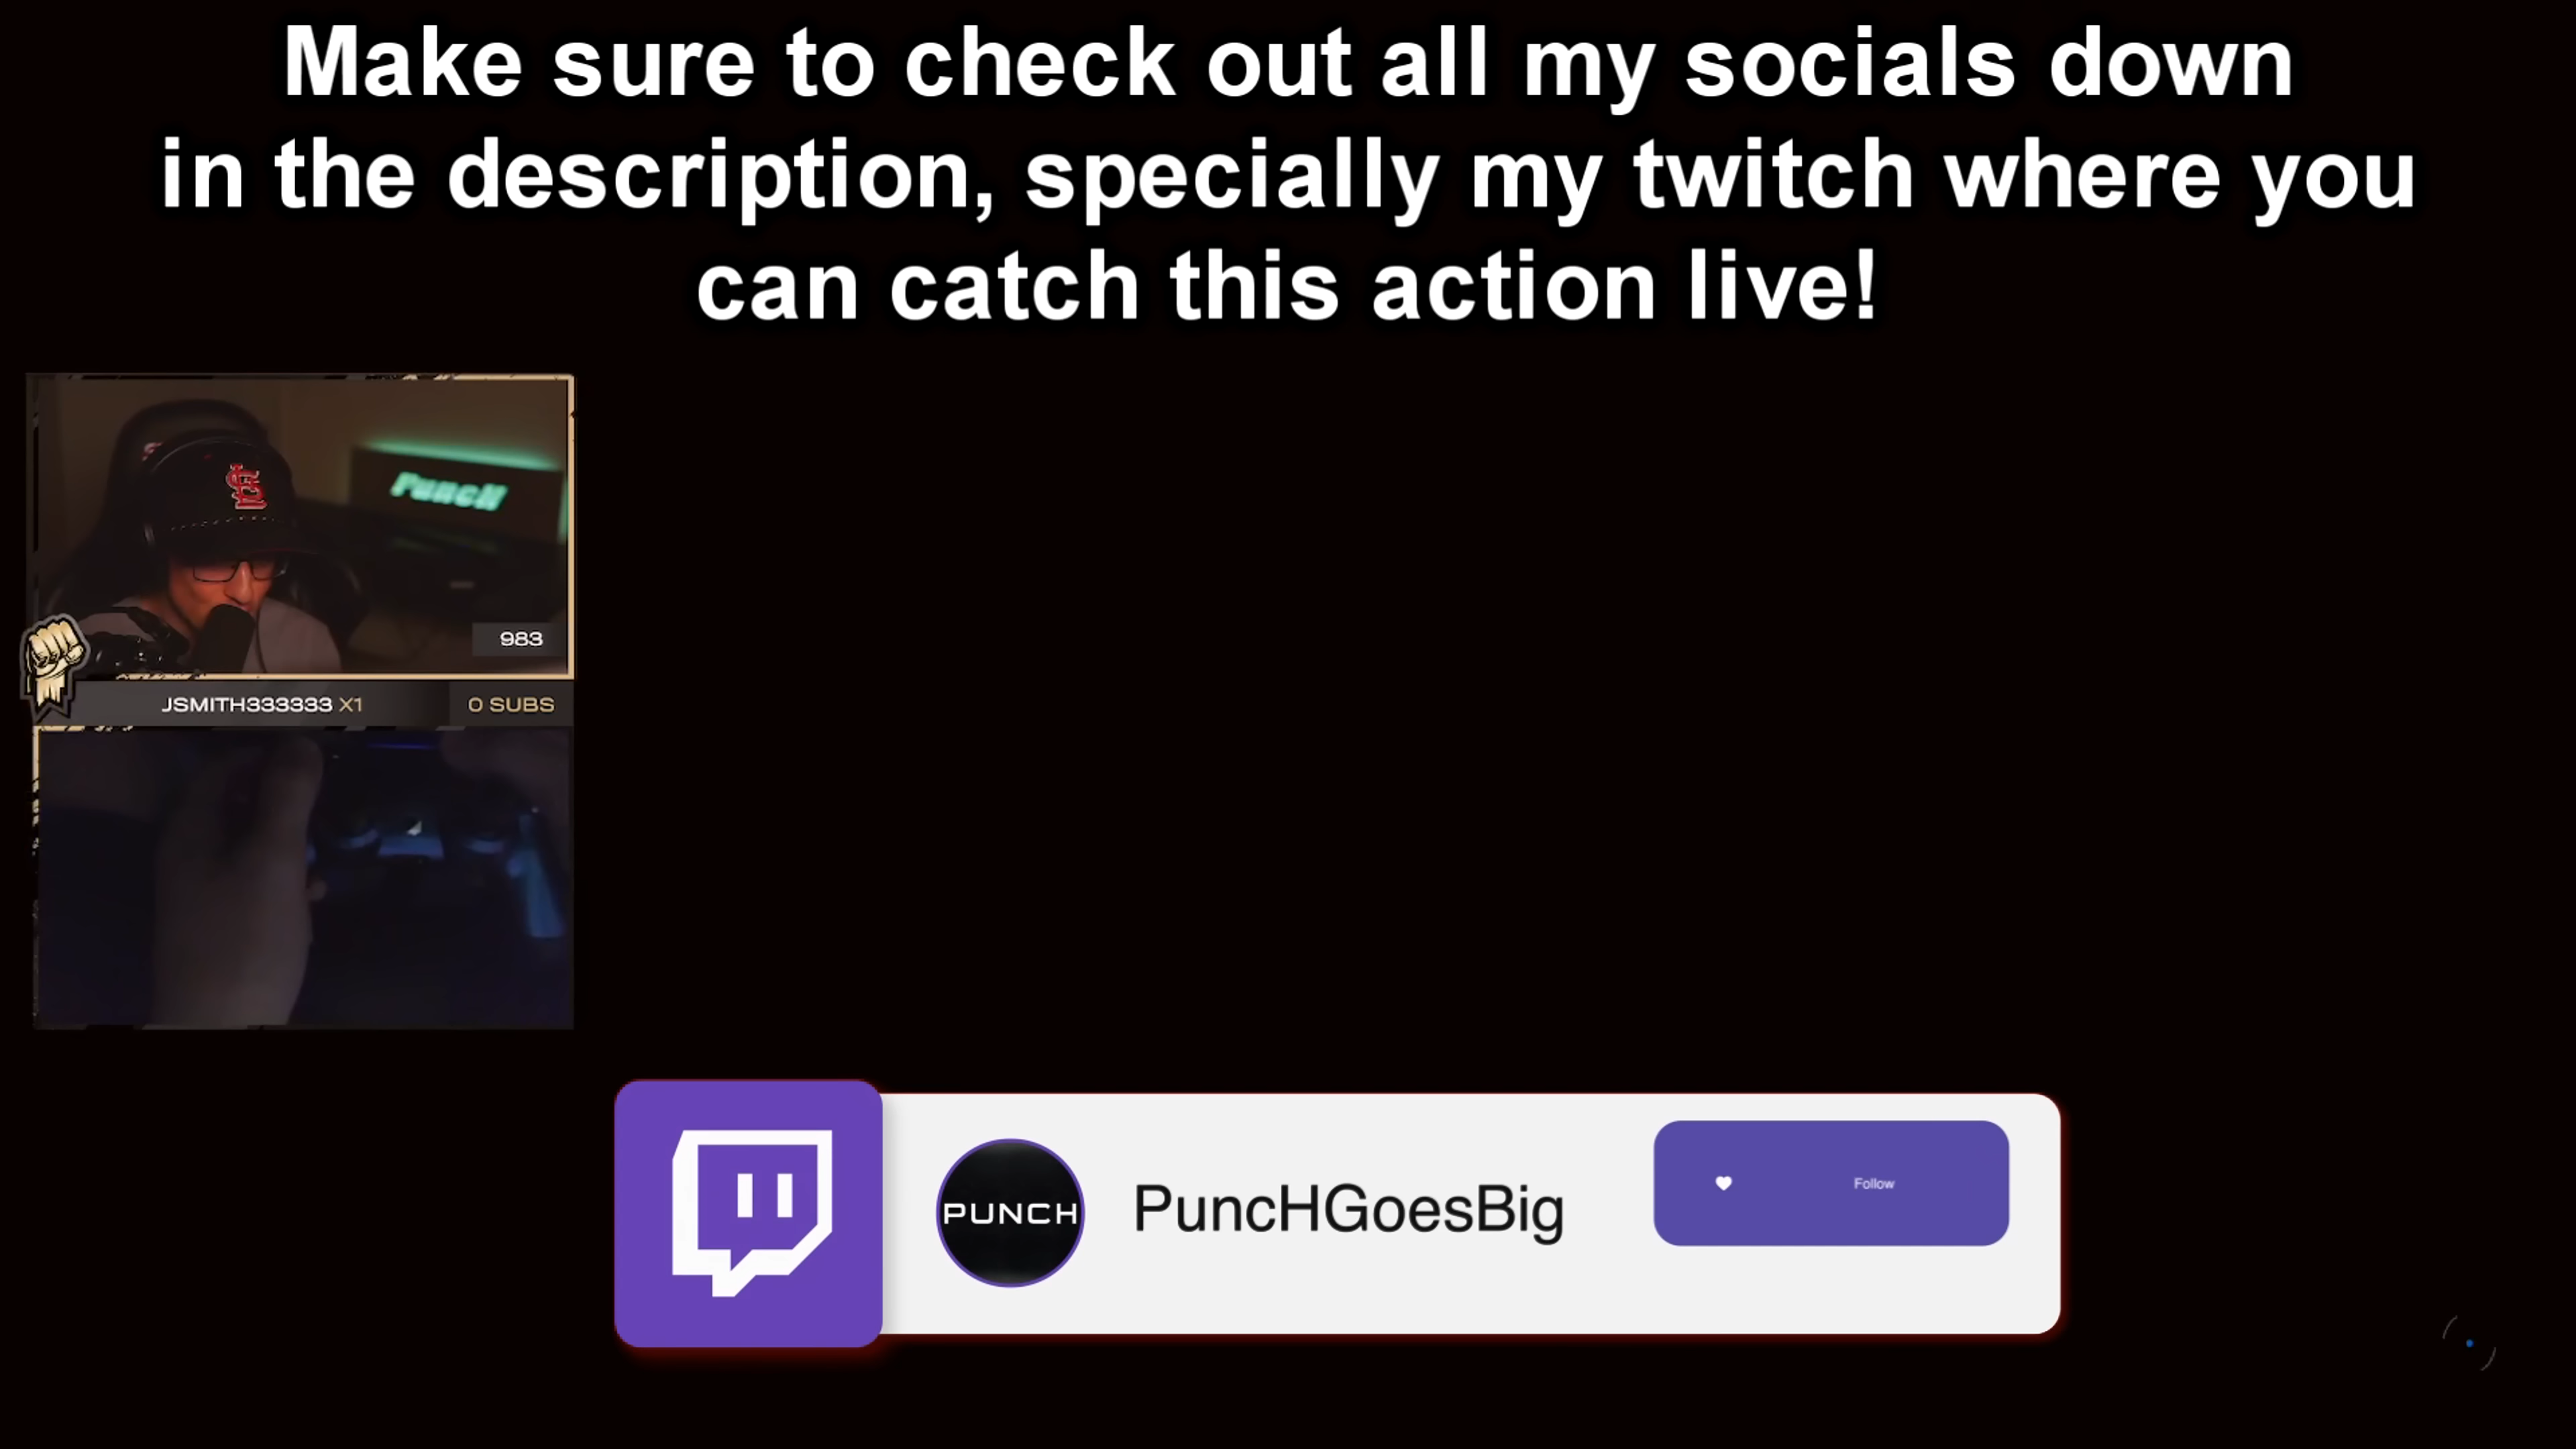 Make sure to check out all my socials down
in the description, specially my twitch where you
can catch this action live!
PuncH
983
JSMITH333333 X1
0 SUBS
PUNCH
PuncHGoesBig
Follow